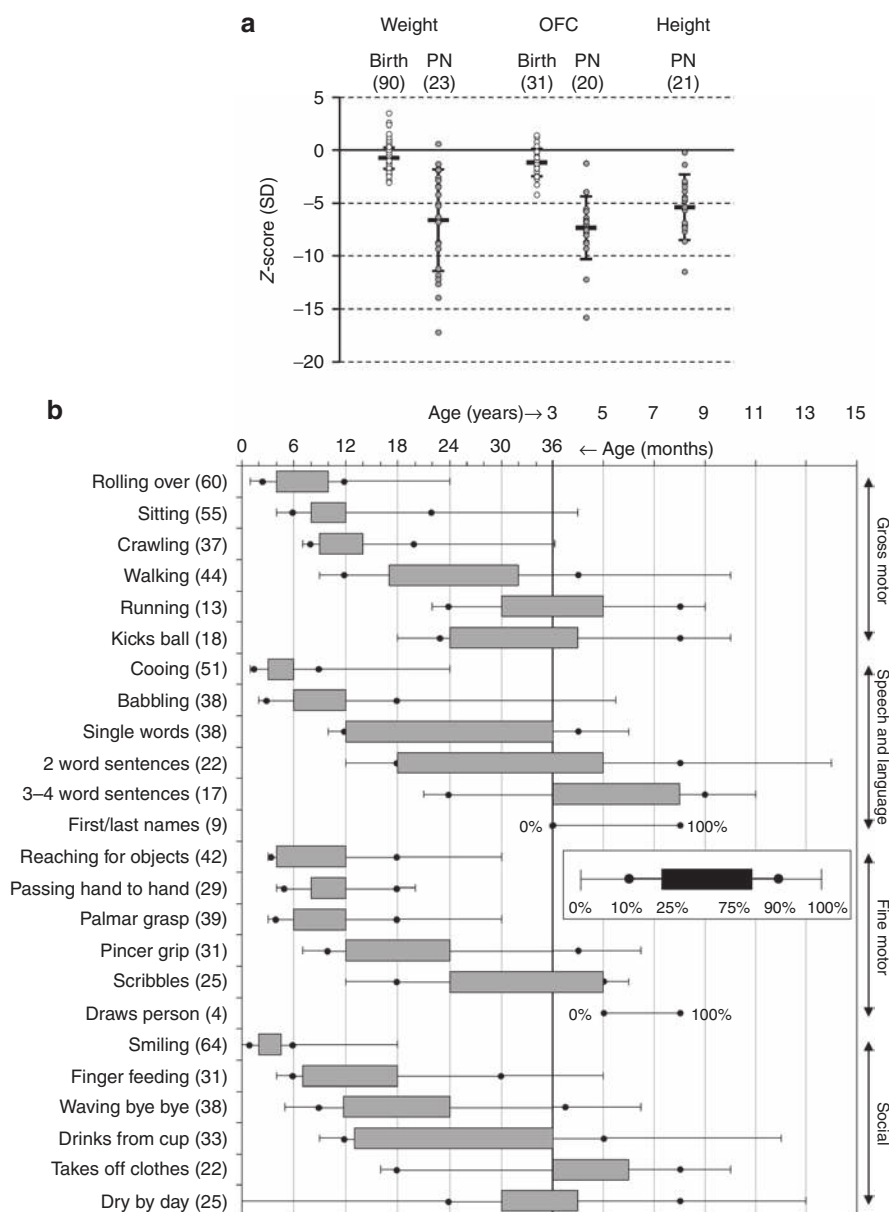 a
Weight OFC Height
Birth PN Birth PN PN
(90) (23) (31) (20) (21)
5
0
−5
−10
−15
−20
Z-score (SD)
b
Age (years)→ 3 5 7 9 11 13 15
0 6 12 18 24 30 36 ← Age (months)
Rolling over (60)
Sitting (55)
Crawling (37)
Walking (44)
Running (13)
Kicks ball (18)
Gross motor
Cooing (51)
Babbling (38)
Single words (38)
2 word sentences (22)
3–4 word sentences (17)
First/last names (9) 0% 100%
Speech and language
Reaching for objects (42)
Passing hand to hand (29)
Palmar grasp (39)
0% 10% 25% 75% 90% 100%
Pincer grip (31)
Scribbles (25)
Draws person (4) 0% 100%
Fine motor
Smiling (64)
Finger feeding (31)
Waving bye bye (38)
Drinks from cup (33)
Takes off clothes (22)
Dry by day (25)
Social